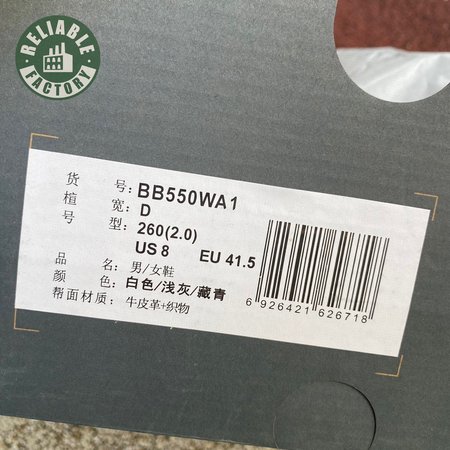 RELIABLE
FACTORY
货 号: BB550WA1
楦 宽: D
号 型: 260(2.0)
US 8 EU 41.5
品 名: 男/女鞋
颜 色: 白色/浅灰/藏青
帮面材质: 牛皮革+织物
6 926421 626718